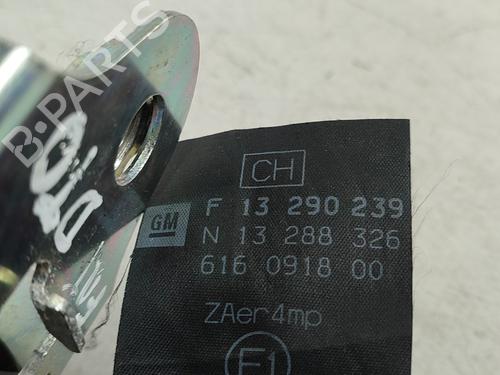 B-PARTS
CH
GM
F 13 290 239
N 13 288 326
616 0918 00
ZAer4mp
E1